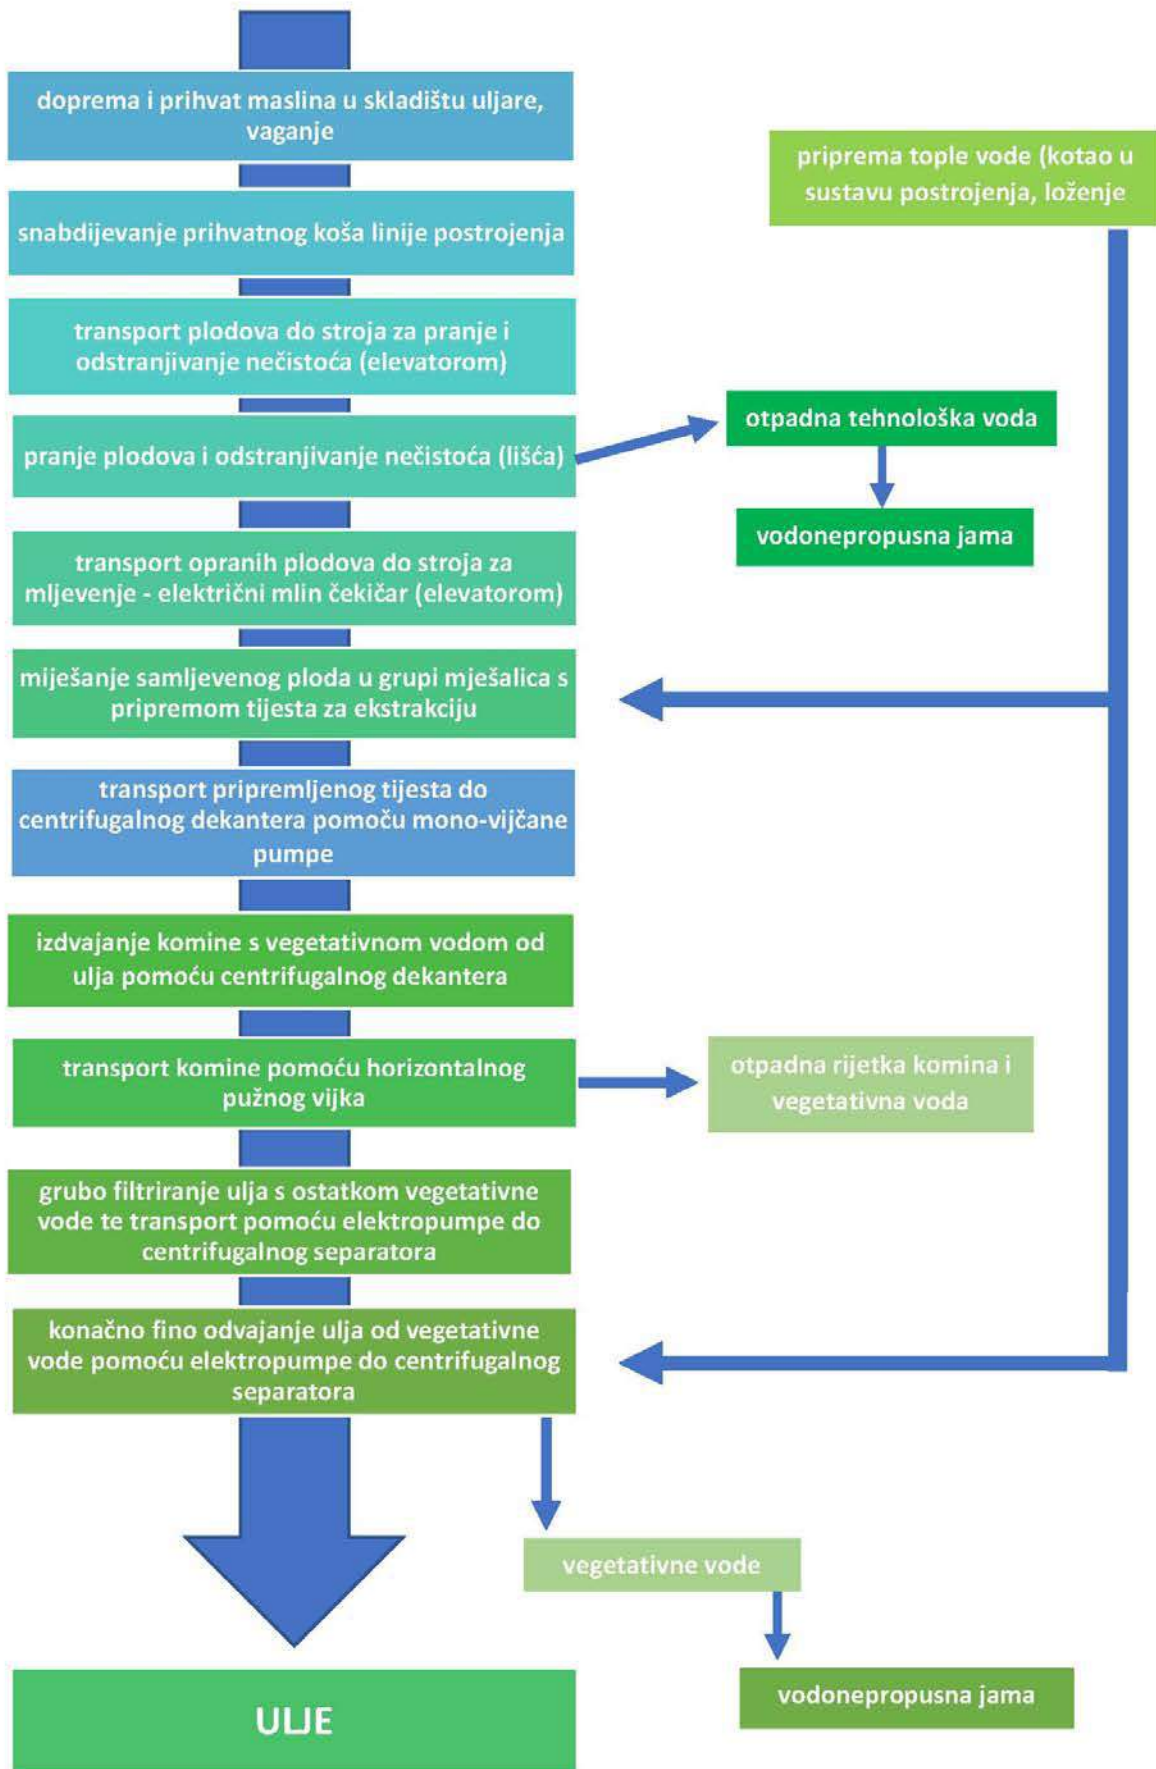 doprema i prihvat maslina u skladištu uljare,
vaganje
priprema tople vode (kotao u
sustavu postrojenja, loženje
snabdijevanje prihvatnog koša linije postrojenja
transport plodova do stroja za pranje i
odstranjivanje nečistoća (elevatorom)
pranje plodova i odstranjivanje nečistoća (lišća)
otpadna tehnološka voda
vodonepropusna jama
transport opranih plodova do stroja za
mljevenje - električni mlin čekičar (elevatorom)
miješanje samljevenog ploda u grupi mješalica s
pripremom tijesta za ekstrakciju
transport pripremljenog tijesta do
centrifugalnog dekantera pomoču mono-vijčane
pumpe
izdvajanje komine s vegetativnom vodom od
ulja pomoću centrifugalnog dekantera
transport komine pomoću horizontalnog
pužnog vijka
otpadna rijetka komina i
vegetativna voda
grubo filtriranje ulja s ostatkom vegetativne
vode te transport pomoću elektropumpe do
centrifugalnog separatora
konačno fino odvajanje ulja od vegetativne
vode pomoću elektropumpe do centrifugalnog
separatora
vegetativne vode
vodonepropusna jama
ULJE